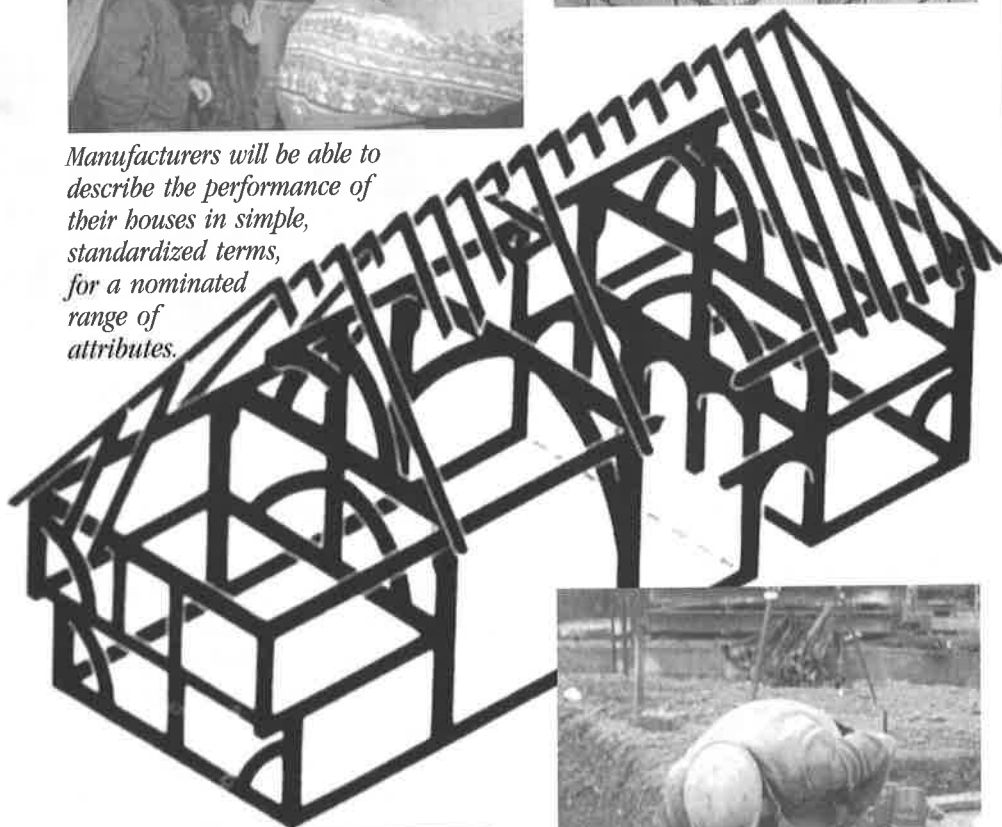 Manufacturers will be able to
describe the performance of
their houses in simple,
standardized terms,
for a nominated
range of
attributes.